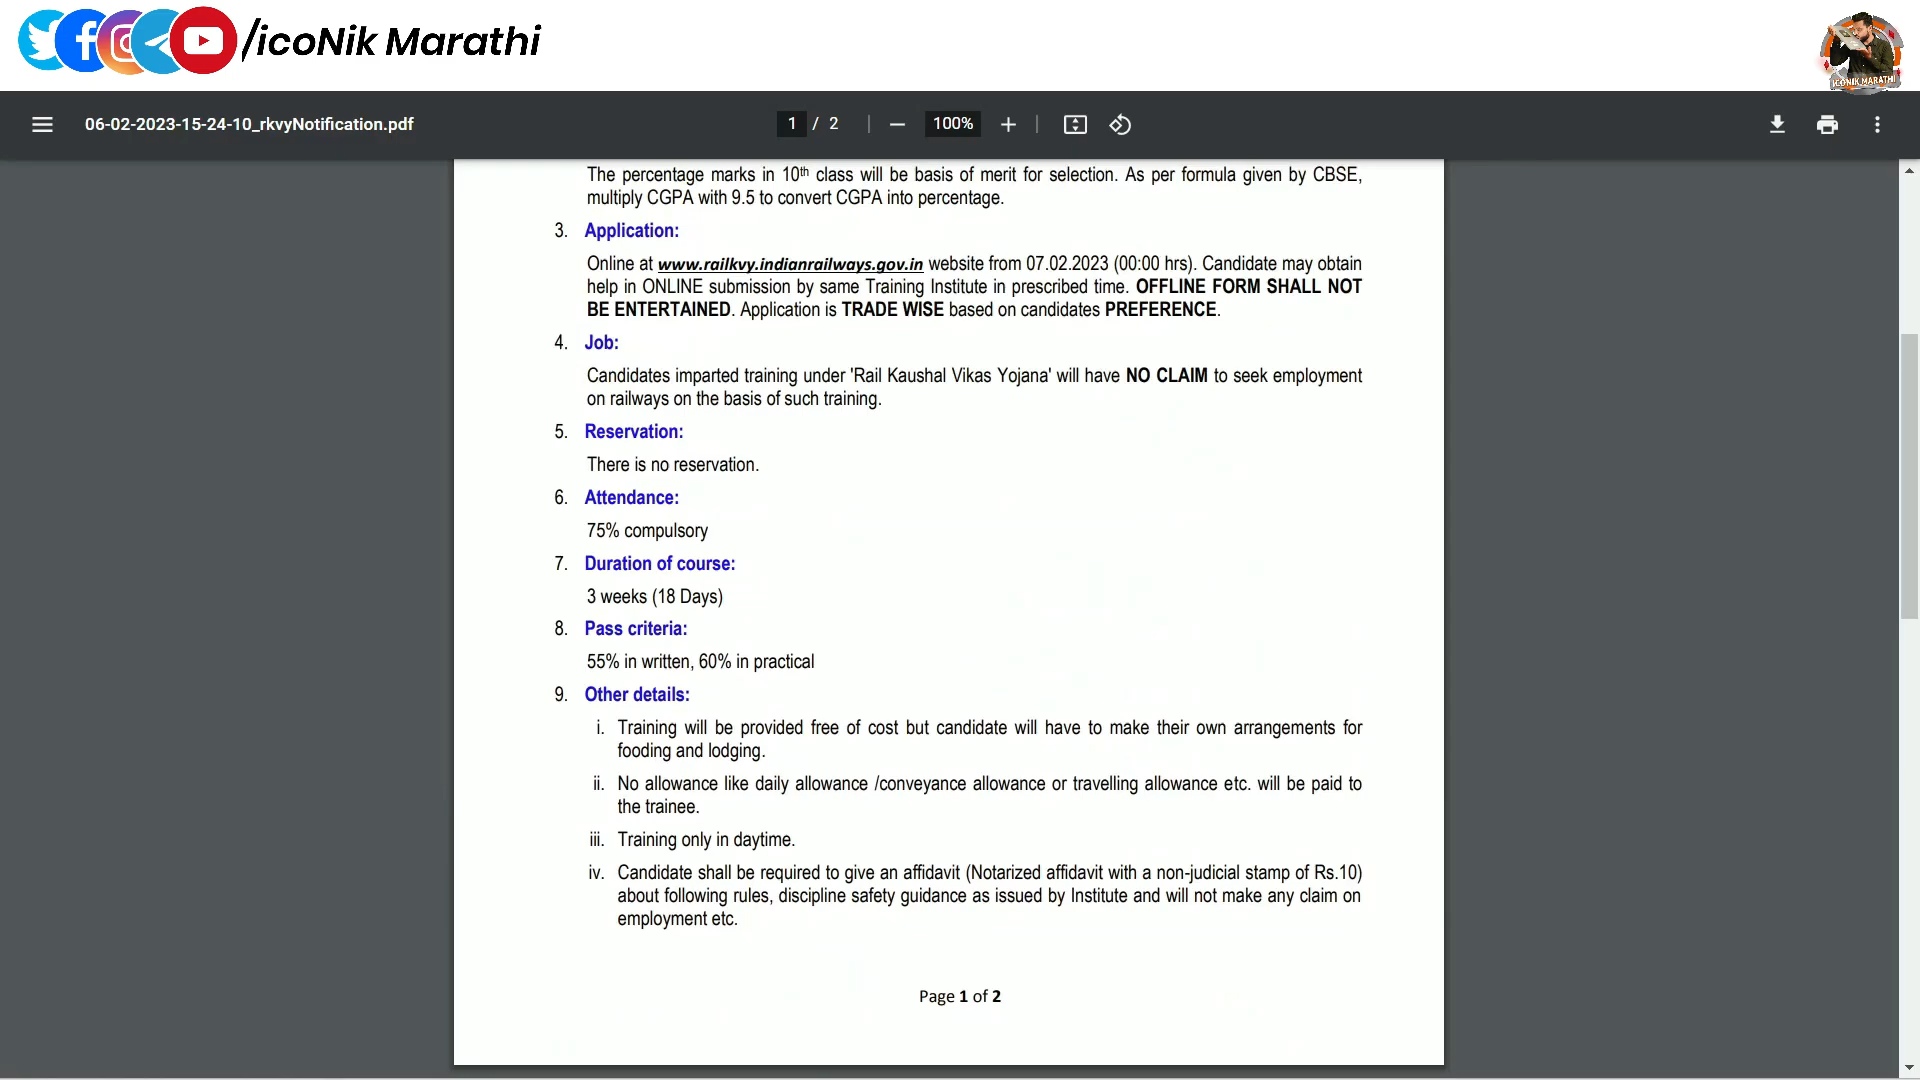 /icoNik Marathi
ICONIK MARATHI
06-02-2023-15-24-10_rkvyNotification.pdf
1 / 2
100%
The percentage marks in 10th class will be basis of merit for selection. As per formula given by CBSE,
multiply CGPA with 9.5 to convert CGPA into percentage.
3. Application:
Online at www.railkvy.indianrailways.gov.in website from 07.02.2023 (00:00 hrs). Candidate may obtain
help in ONLINE submission by same Training Institute in prescribed time. OFFLINE FORM SHALL NOT
BE ENTERTAINED. Application is TRADE WISE based on candidates PREFERENCE.
4. Job:
Candidates imparted training under 'Rail Kaushal Vikas Yojana' will have NO CLAIM to seek employment
on railways on the basis of such training.
5. Reservation:
There is no reservation.
6. Attendance:
75% compulsory
7. Duration of course:
3 weeks (18 Days)
8. Pass criteria:
55% in written, 60% in practical
9. Other details:
i. Training will be provided free of cost but candidate will have to make their own arrangements for
fooding and lodging.
ii. No allowance like daily allowance /conveyance allowance or travelling allowance etc. will be paid to
the trainee.
iii. Training only in daytime.
iv. Candidate shall be required to give an affidavit (Notarized affidavit with a non-judicial stamp of Rs.10)
about following rules, discipline safety guidance as issued by Institute and will not make any claim on
employment etc.
Page 1 of 2